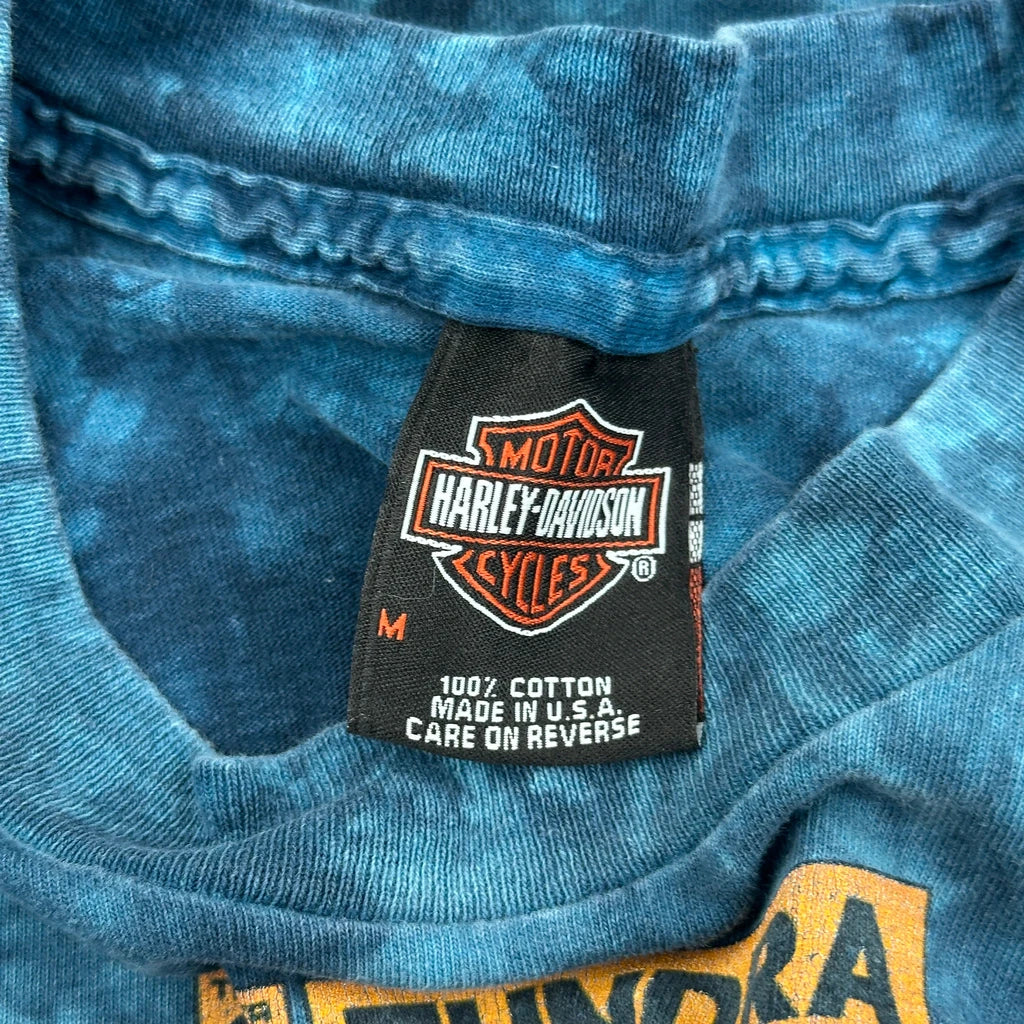 MOTOR
HARLEY-DAVIDSON
CYCLES
®
M
100% COTTON
MADE IN U.S.A.
CARE ON REVERSE